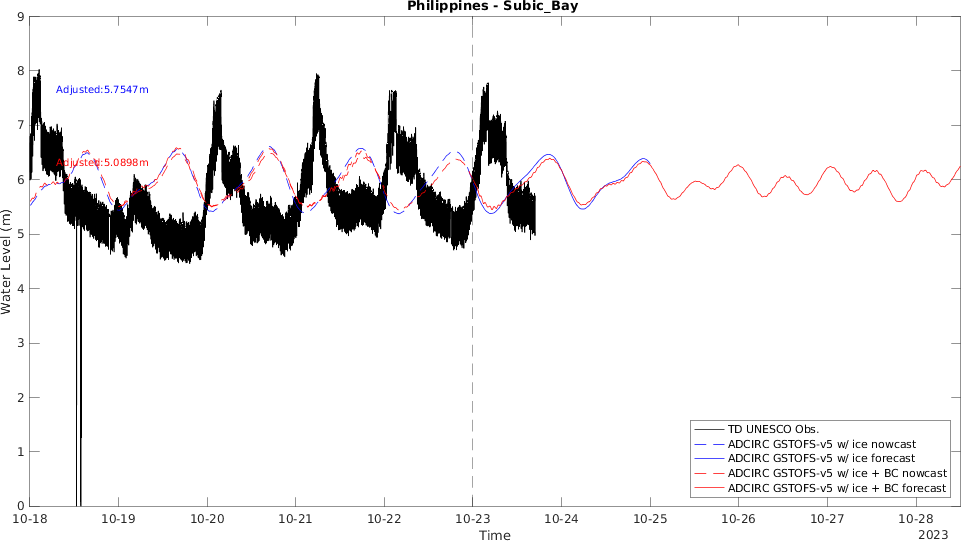 Philippines - Subic_Bay
9
8
7
6
5
4
3
2
1
0
Water Level (m)
Adjusted:5.7547m
Adjusted:5.0898m
TD UNESCO Obs.
ADCIRC GSTOFS-v5 w/ ice nowcast
ADCIRC GSTOFS-v5 w/ ice forecast
ADCIRC GSTOFS-v5 w/ ice + BC nowcast
ADCIRC GSTOFS-v5 w/ ice + BC forecast
10-18 10-19 10-20 10-21 10-22 10-23 10-24 10-25 10-26 10-27 10-28
Time
2023